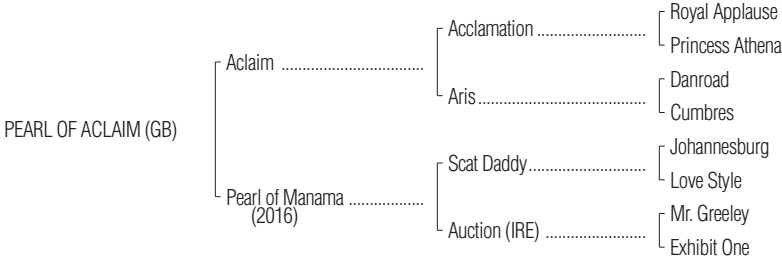 Royal Applause
Acclamation ...........................
Princess Athena
Aclaim ...................................
Danroad
Aris..........................................
Cumbres
PEARL OF ACLAIM (GB)
Johannesburg
Scat Daddy.............................
Love Style
Pearl of Manama ..................
(2016)
Mr. Greeley
Auction (IRE) .........................
Exhibit One